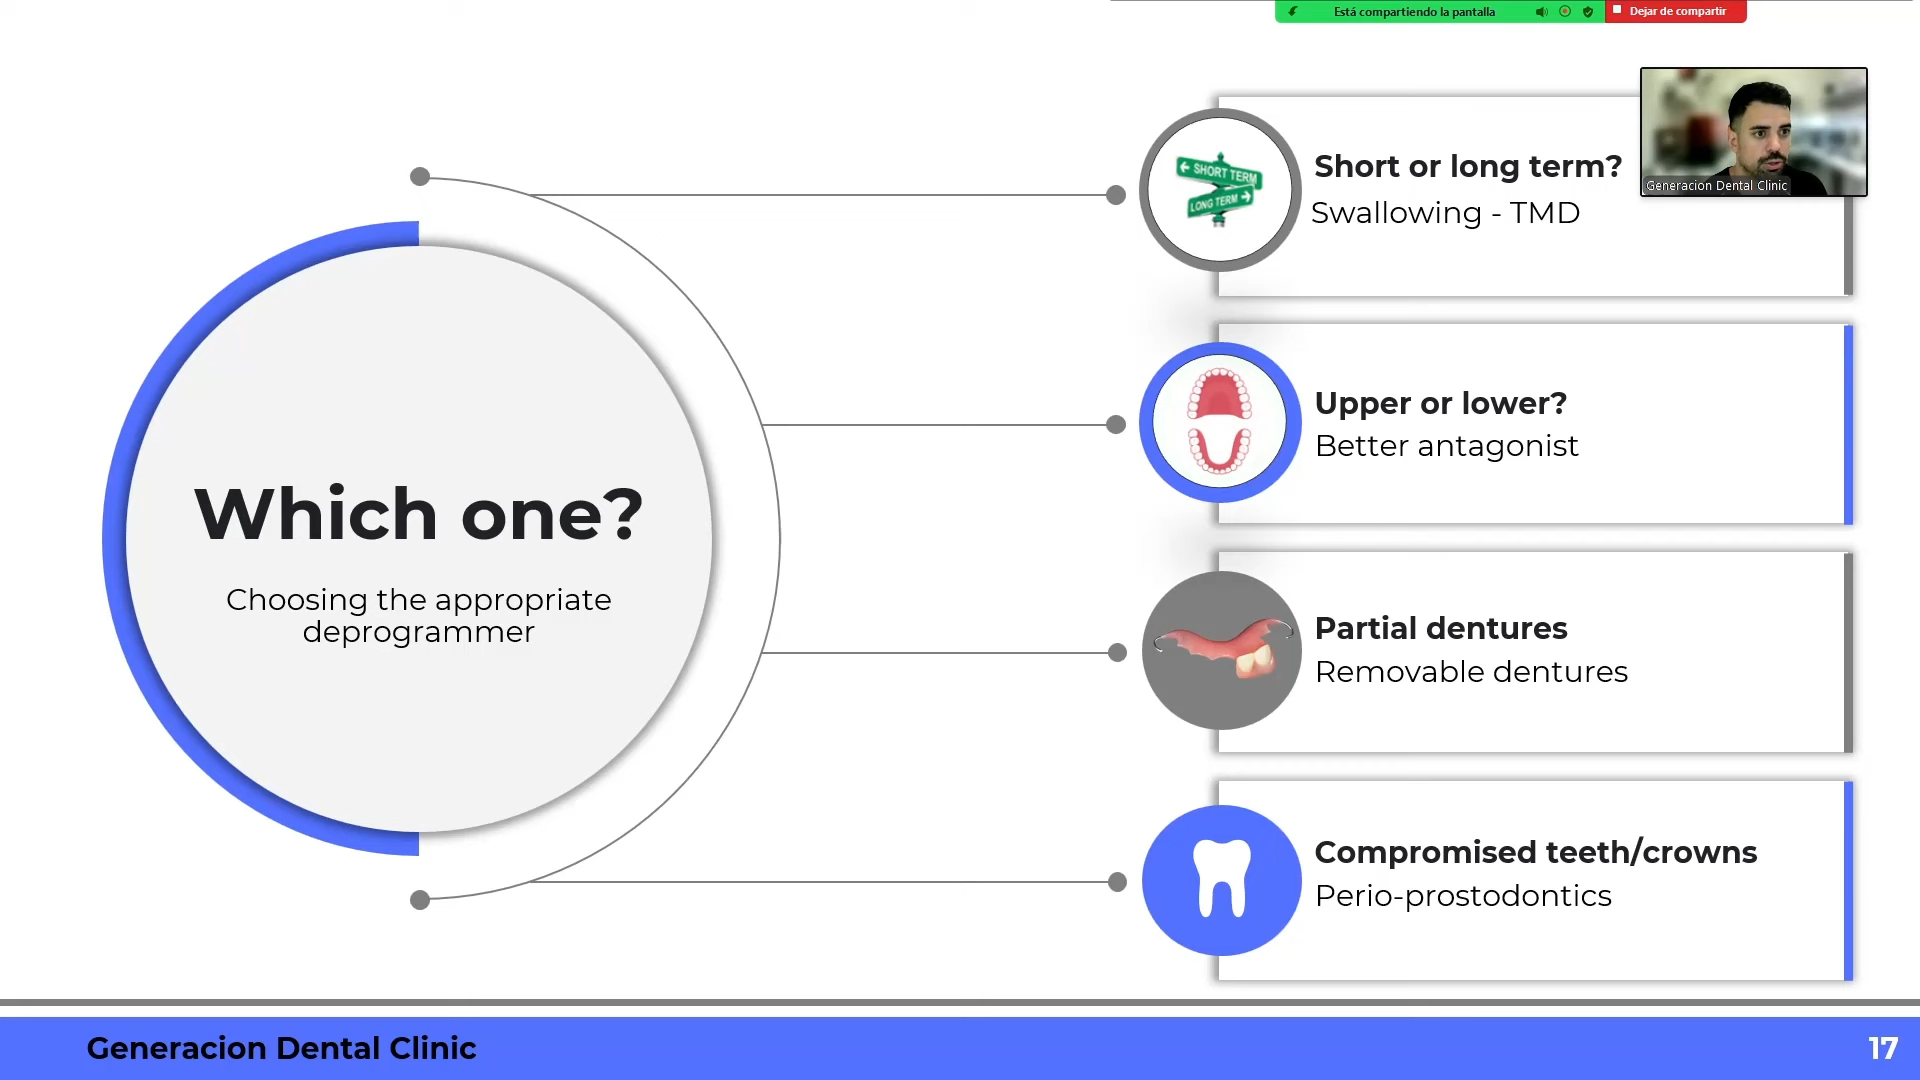 Está compartiendo la pantalla
Dejar de compartir
Generacion Dental Clinic
Which one?
Choosing the appropriate
deprogrammer
SHORT TERM
LONG TERM
Short or long term?
Swallowing - TMD
Upper or lower?
Better antagonist
Partial dentures
Removable dentures
Compromised teeth/crowns
Perio-prostodontics
Generacion Dental Clinic
17